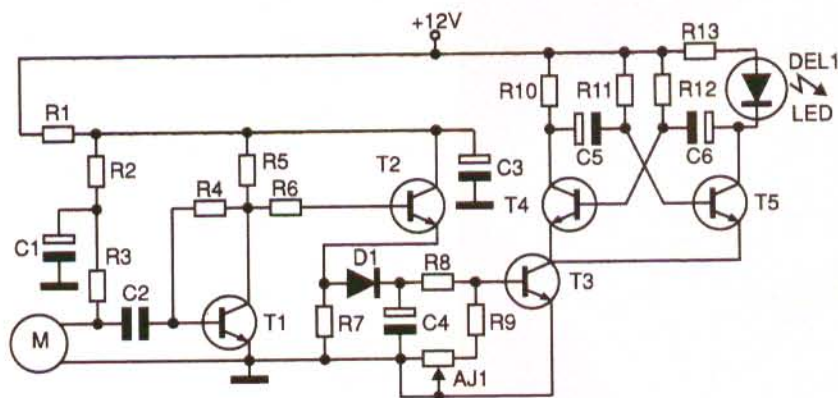 +12V
R13
DEL1
LED
R10
R11
R12
C5
C6
R1
R2
R5
T2
C3
R4
R6
T4
T5
C1
R3
D1
R8
T3
C2
T1
R7
C4
R9
M
AJ1